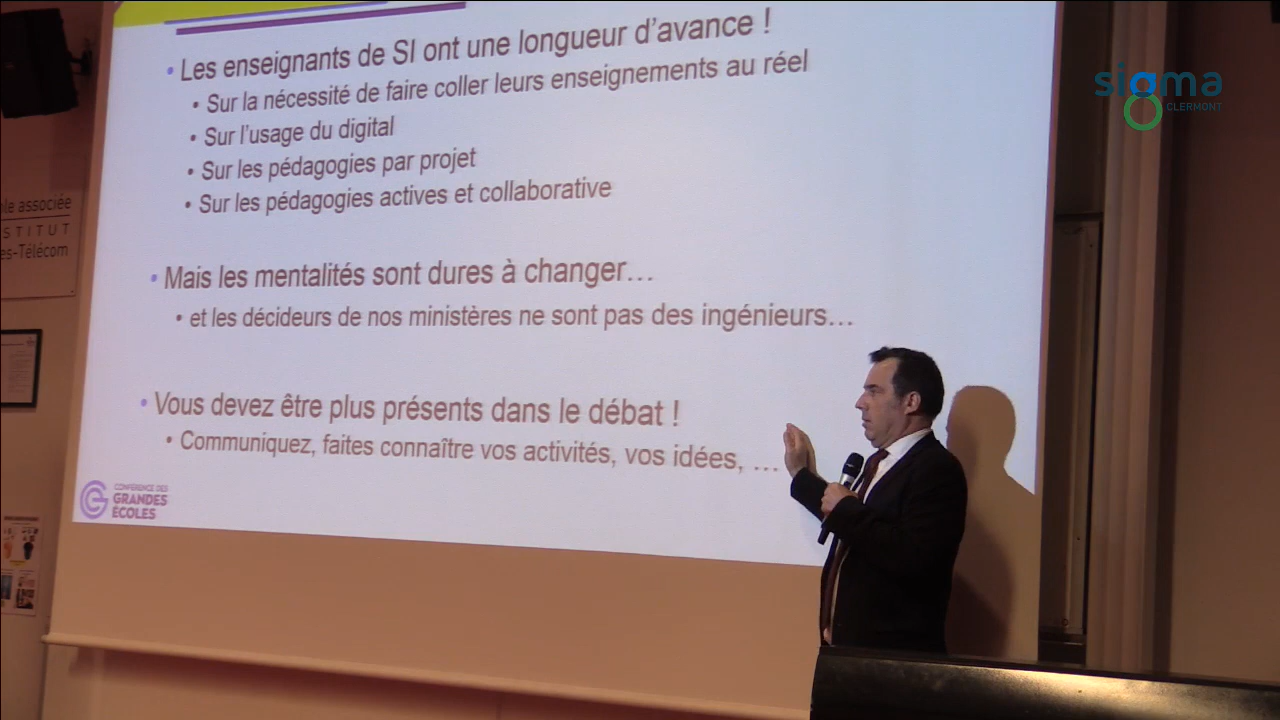 • Les enseignants de SI ont une longueur d'avance !
• Sur la nécessité de faire coller leurs enseignements au réel
• Sur l'usage du digital
• Sur les pédagogies par projet
• Sur les pédagogies actives et collaborative
• Mais les mentalités sont dures à changer…
• et les décideurs de nos ministères ne sont pas des ingénieurs…
• Vous devez être plus présents dans le débat !
• Communiquez, faites connaître vos activités, vos idées, …
CONFÉRENCE DES
GRANDES
ÉCOLES
sigma
CLERMONT
associée
es-Télécom